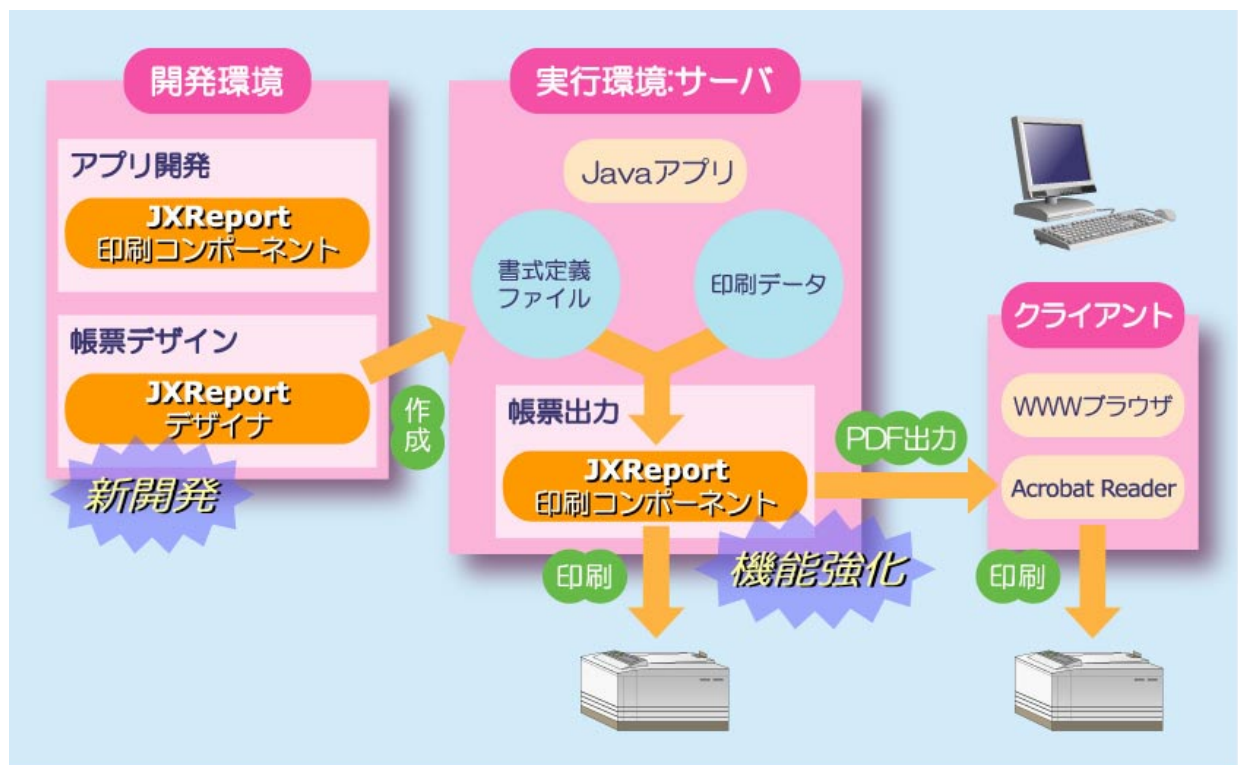 開発環境
アプリ開発
JXReport
印刷コンポーネント
帳票デザイン
JXReport
デザイナ
新開発
作成
実行環境:サーバ
Javaアプリ
書式定義
ファイル
印刷データ
帳票出力
JXReport
印刷コンポーネント
機能強化
印刷
PDF出力
クライアント
WWWブラウザ
Acrobat Reader
印刷